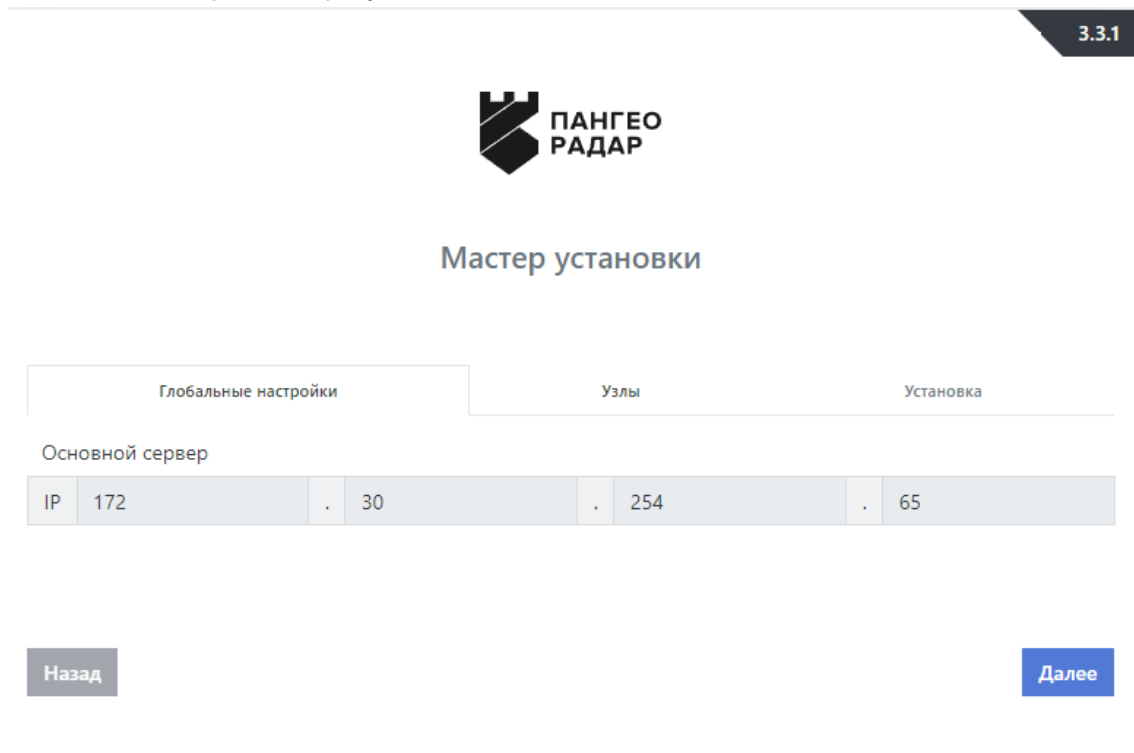 3.3.1
ПАНГЕО
РАДАР
Мастер установки
Глобальные настройки Узлы Установка
Основной сервер
IP 172 . 30 . 254 . 65
Назад Далее